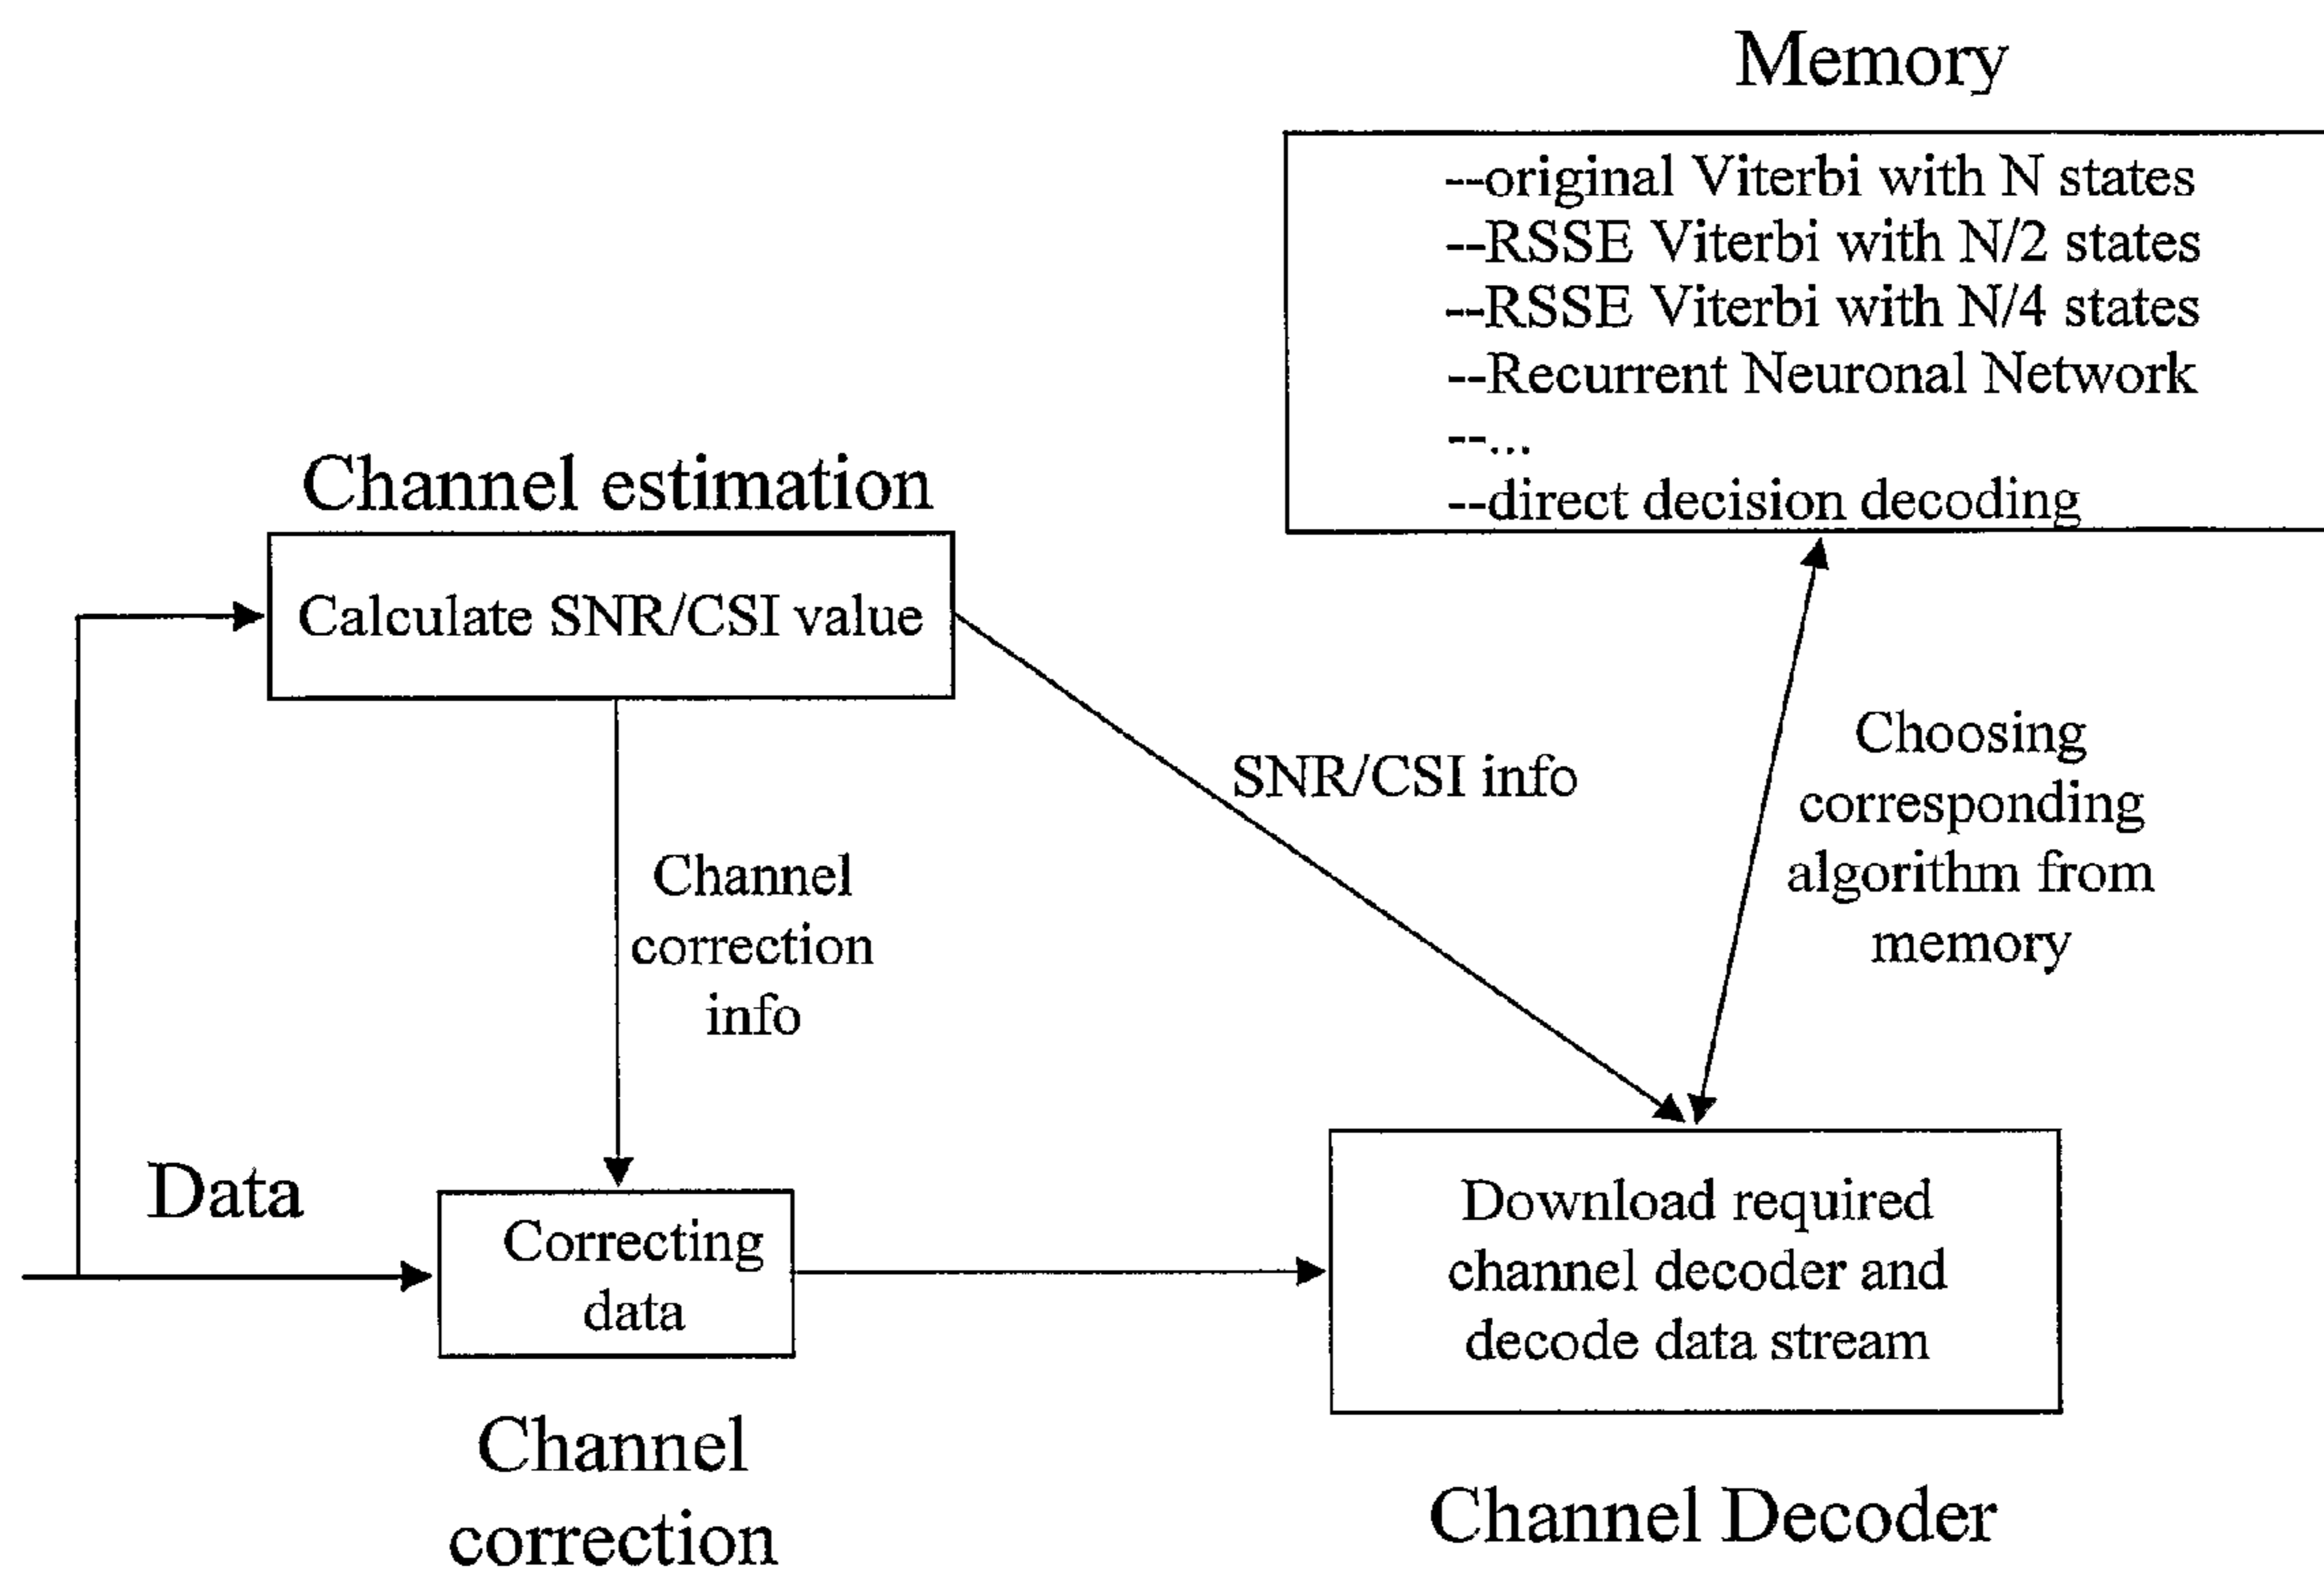 Memory
--original Viterbi with N states
--RSSE Viterbi with N/2 states
--RSSE Viterbi with N/4 states
--Recurrent Neuronal Network
--...
--direct decision decoding
Channel estimation
Calculate SNR/CSI value
SNR/CSI info
Choosing
corresponding
algorithm from
memory
Channel
correction
info
Data
Correcting
data
Download required
channel decoder and
decode data stream
Channel
correction
Channel Decoder